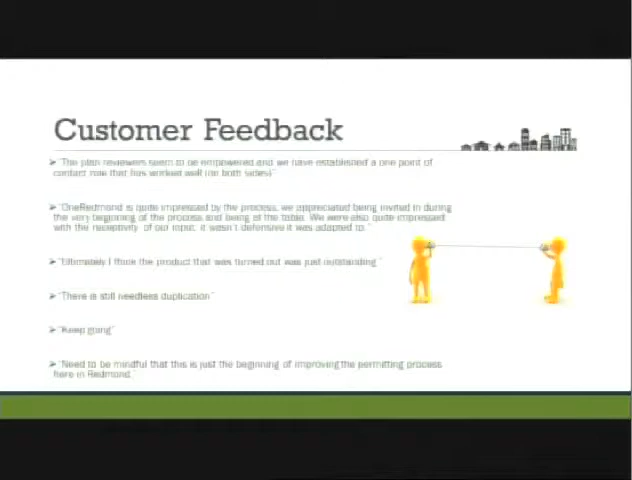 Customer Feedback
➢ "The plan reviewers seem to be empowered and we have established a one point of
contact role that has worked well (on both sides)"
➢ "OneRedmond is quite impressed by the process, we appreciated being invited in during
the very beginning of the process and being at the table. We were also quite impressed
with the receptivity of our input, it wasn't defensive it was adapted to."
➢ "Ultimately I think the product that was turned out was just outstanding."
➢ "There is still needless duplication"
➢ "Keep going"
➢ "Need to be mindful that this is just the beginning of improving the permitting process
here in Redmond."